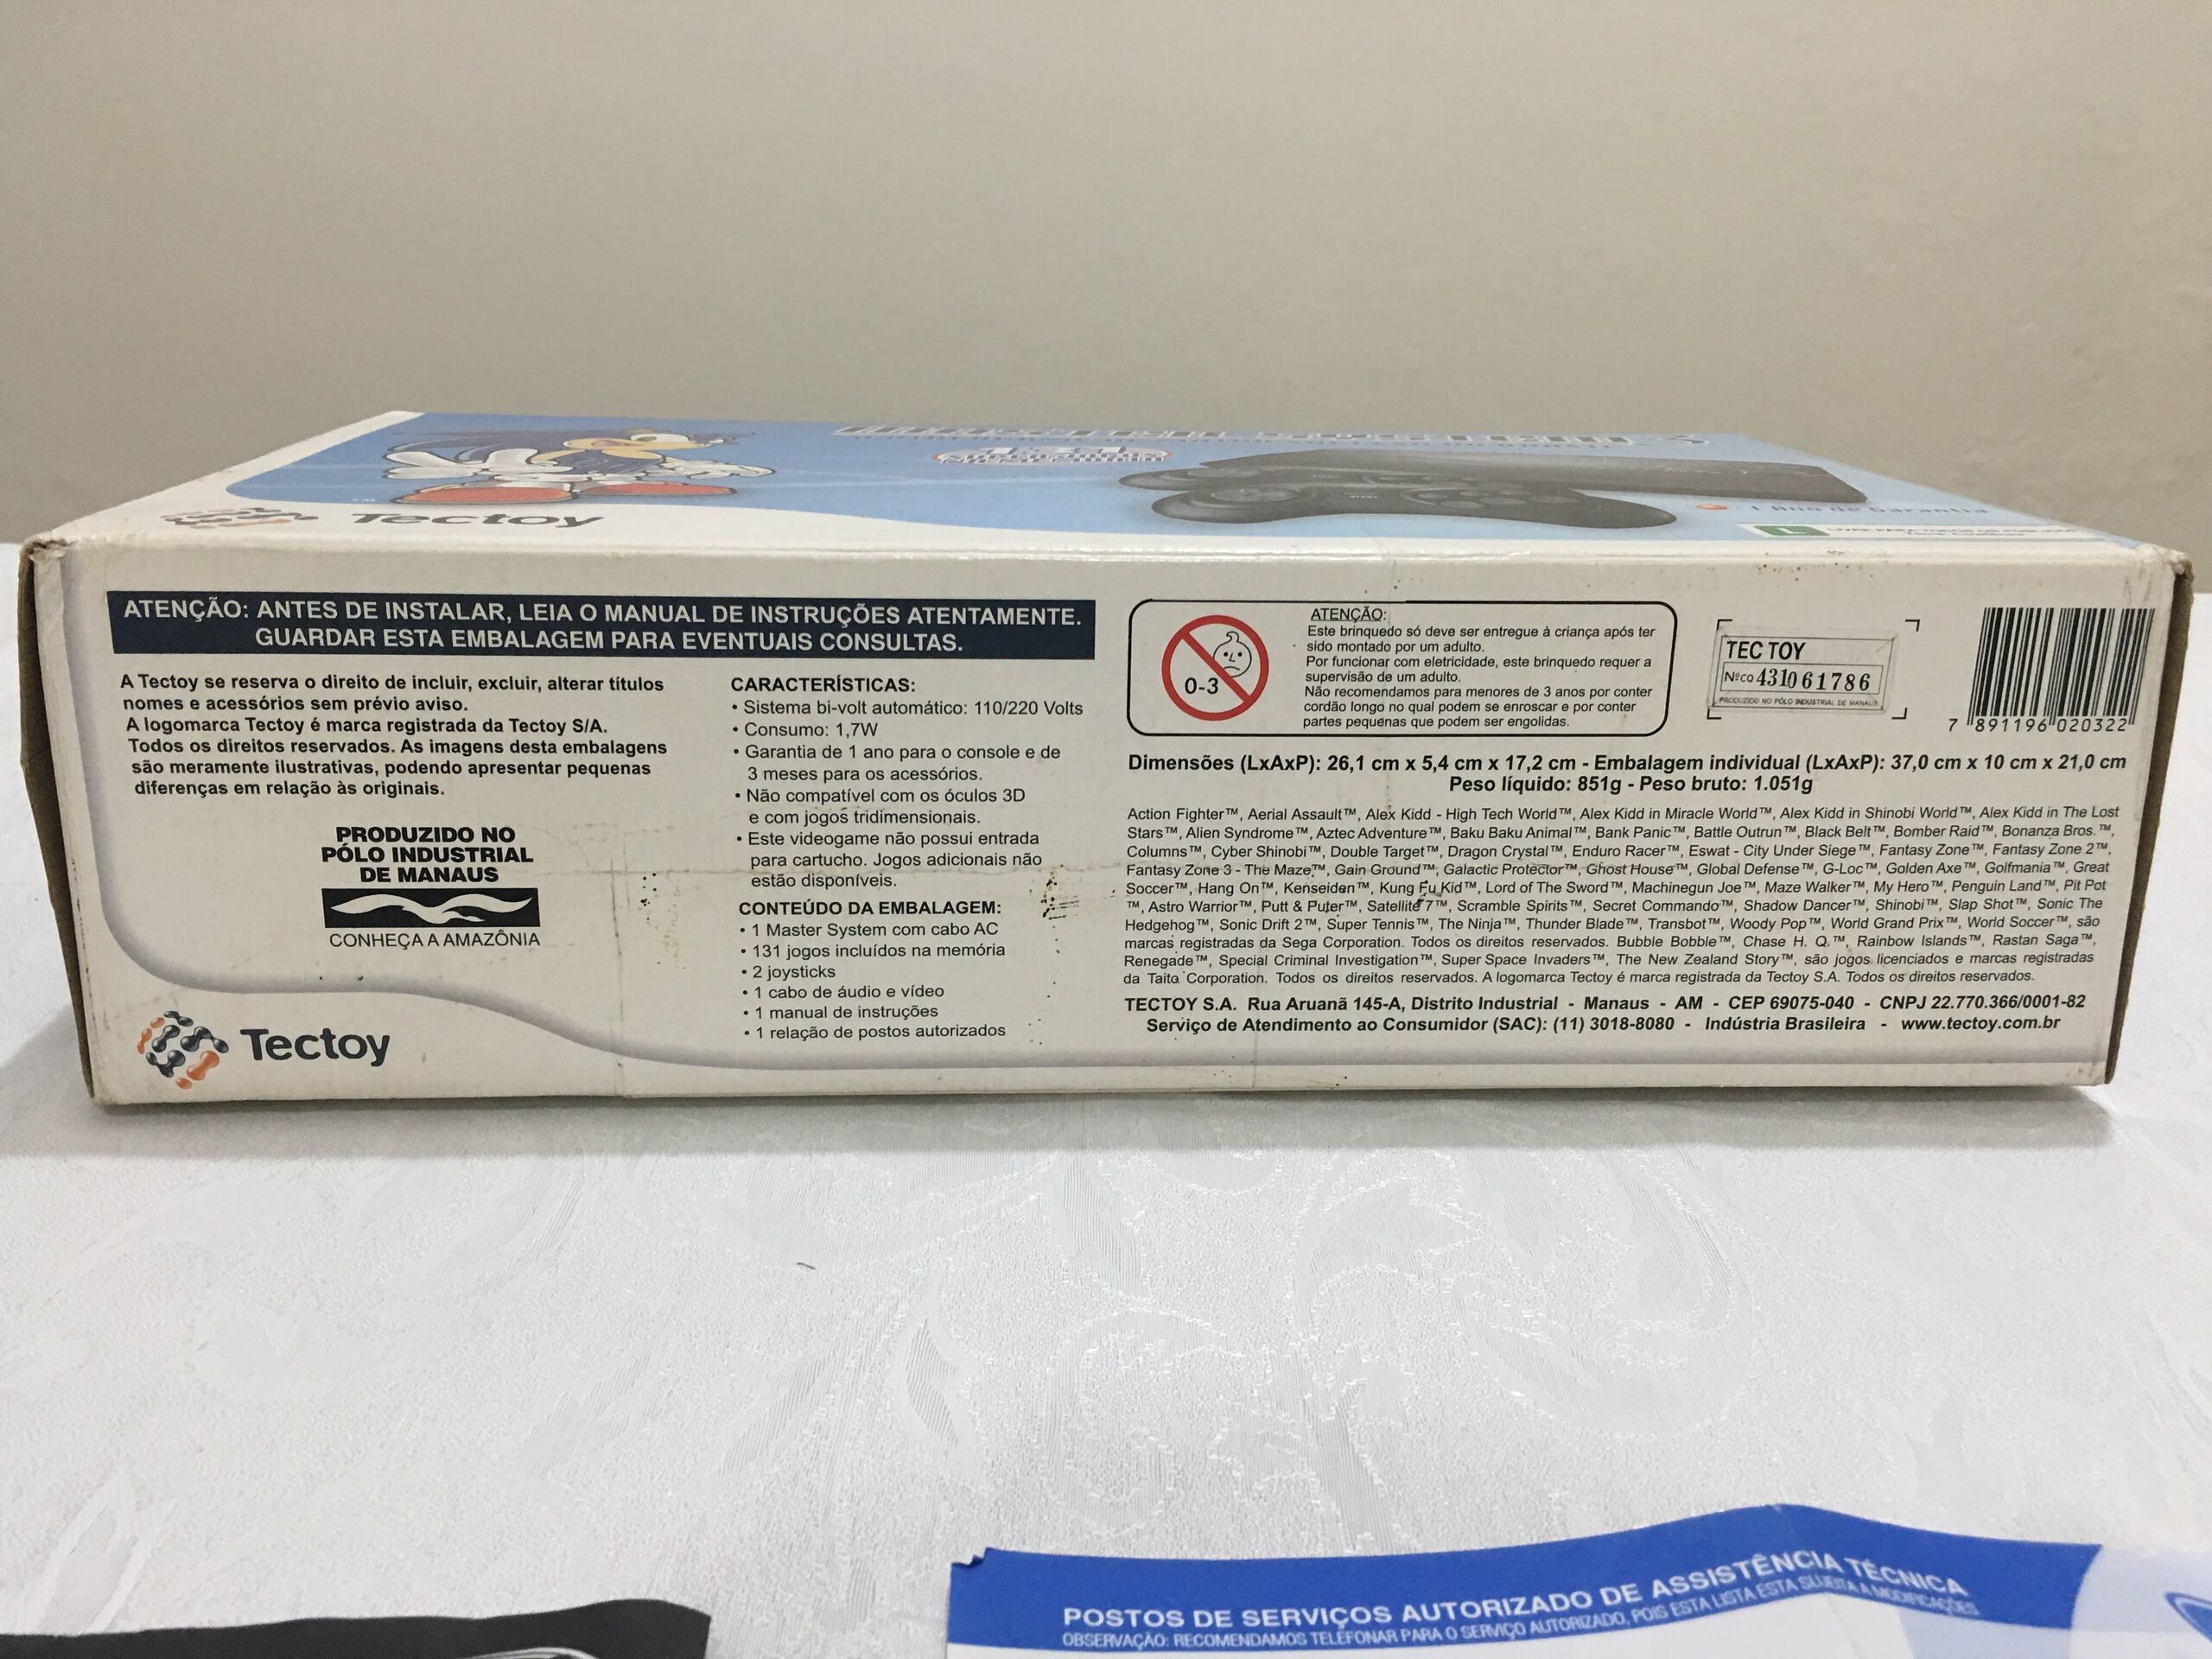 Tectoy
1 Ano de Garantia
L
ATENÇÃO: ANTES DE INSTALAR, LEIA O MANUAL DE INSTRUÇÕES ATENTAMENTE.
GUARDAR ESTA EMBALAGEM PARA EVENTUAIS CONSULTAS.
A Tectoy se reserva o direito de incluir, excluir, alterar títulos
nomes e acessórios sem prévio aviso.
A logomarca Tectoy é marca registrada da Tectoy S/A.
Todos os direitos reservados. As imagens desta embalagens
são meramente ilustrativas, podendo apresentar pequenas
diferenças em relação às originais.
PRODUZIDO NO
PÓLO INDUSTRIAL
DE MANAUS
CONHEÇA A AMAZÔNIA
Tectoy
CARACTERÍSTICAS:
• Sistema bi-volt automático: 110/220 Volts
• Consumo: 1,7W
• Garantia de 1 ano para o console e de
3 meses para os acessórios.
• Não compatível com os óculos 3D
e com jogos tridimensionais.
• Este videogame não possui entrada
para cartucho. Jogos adicionais não
estão disponíveis.
CONTEÚDO DA EMBALAGEM:
• 1 Master System com cabo AC
• 131 jogos incluídos na memória
• 2 joysticks
• 1 cabo de áudio e vídeo
• 1 manual de instruções
• 1 relação de postos autorizados
0-3
ATENÇÃO:
Este brinquedo só deve ser entregue à criança após ter
sido montado por um adulto.
Por funcionar com eletricidade, este brinquedo requer a
supervisão de um adulto.
Não recomendamos para menores de 3 anos por conter
cordão longo no qual podem se enroscar e por conter
partes pequenas que podem ser engolidas.
TEC TOY
Nºco 431061786
PRODUZIDO NO PÓLO INDUSTRIAL DE MANAUS
7 891196 020322
Dimensões (LxAxP): 26,1 cm x 5,4 cm x 17,2 cm - Embalagem individual (LxAxP): 37,0 cm x 10 cm x 21,0 cm
Peso líquido: 851g - Peso bruto: 1.051g
Action Fighter™, Aerial Assault™, Alex Kidd - High Tech World™, Alex Kidd in Miracle World™, Alex Kidd in Shinobi World™, Alex Kidd in The Lost
Stars™, Alien Syndrome™, Aztec Adventure™, Baku Baku Animal™, Bank Panic™, Battle Outrun™, Black Belt™, Bomber Raid™, Bonanza Bros.™,
Columns™, Cyber Shinobi™, Double Target™, Dragon Crystal™, Enduro Racer™, Eswat - City Under Siege™, Fantasy Zone™, Fantasy Zone 2™,
Fantasy Zone 3 - The Maze™, Gain Ground™, Galactic Protector™, Ghost House™, Global Defense™, G-Loc™, Golden Axe™, Golfmania™, Great
Soccer™, Hang On™, Kenseiden™, Kung Fu Kid™, Lord of The Sword™, Machinegun Joe™, Maze Walker™, My Hero™, Penguin Land™, Pit Pot
™, Astro Warrior™, Putt & Puter™, Satellite 7™, Scramble Spirits™, Secret Commando™, Shadow Dancer™, Shinobi™, Slap Shot™, Sonic The
Hedgehog™, Sonic Drift 2™, Super Tennis™, The Ninja™, Thunder Blade™, Transbot™, Woody Pop™, World Grand Prix™, World Soccer™, são
marcas registradas da Sega Corporation. Todos os direitos reservados. Bubble Bobble™, Chase H. Q.™, Rainbow Islands™, Rastan Saga™,
Renegade™, Special Criminal Investigation™, Super Space Invaders™, The New Zealand Story™, são jogos licenciados e marcas registradas
da Taito Corporation. Todos os direitos reservados. A logomarca Tectoy é marca registrada da Tectoy S.A. Todos os direitos reservados.
TECTOY S.A. Rua Aruanã 145-A, Distrito Industrial - Manaus - AM - CEP 69075-040 - CNPJ 22.770.366/0001-82
Serviço de Atendimento ao Consumidor (SAC): (11) 3018-8080 - Indústria Brasileira - www.tectoy.com.br
POSTOS DE SERVIÇOS AUTORIZADO DE ASSISTÊNCIA TÉCNICA
OBSERVAÇÃO: RECOMENDAMOS TELEFONAR PARA O SERVIÇO AUTORIZADO, POIS ESTA LISTA ESTA SUJEITA A MODIFICAÇÕES